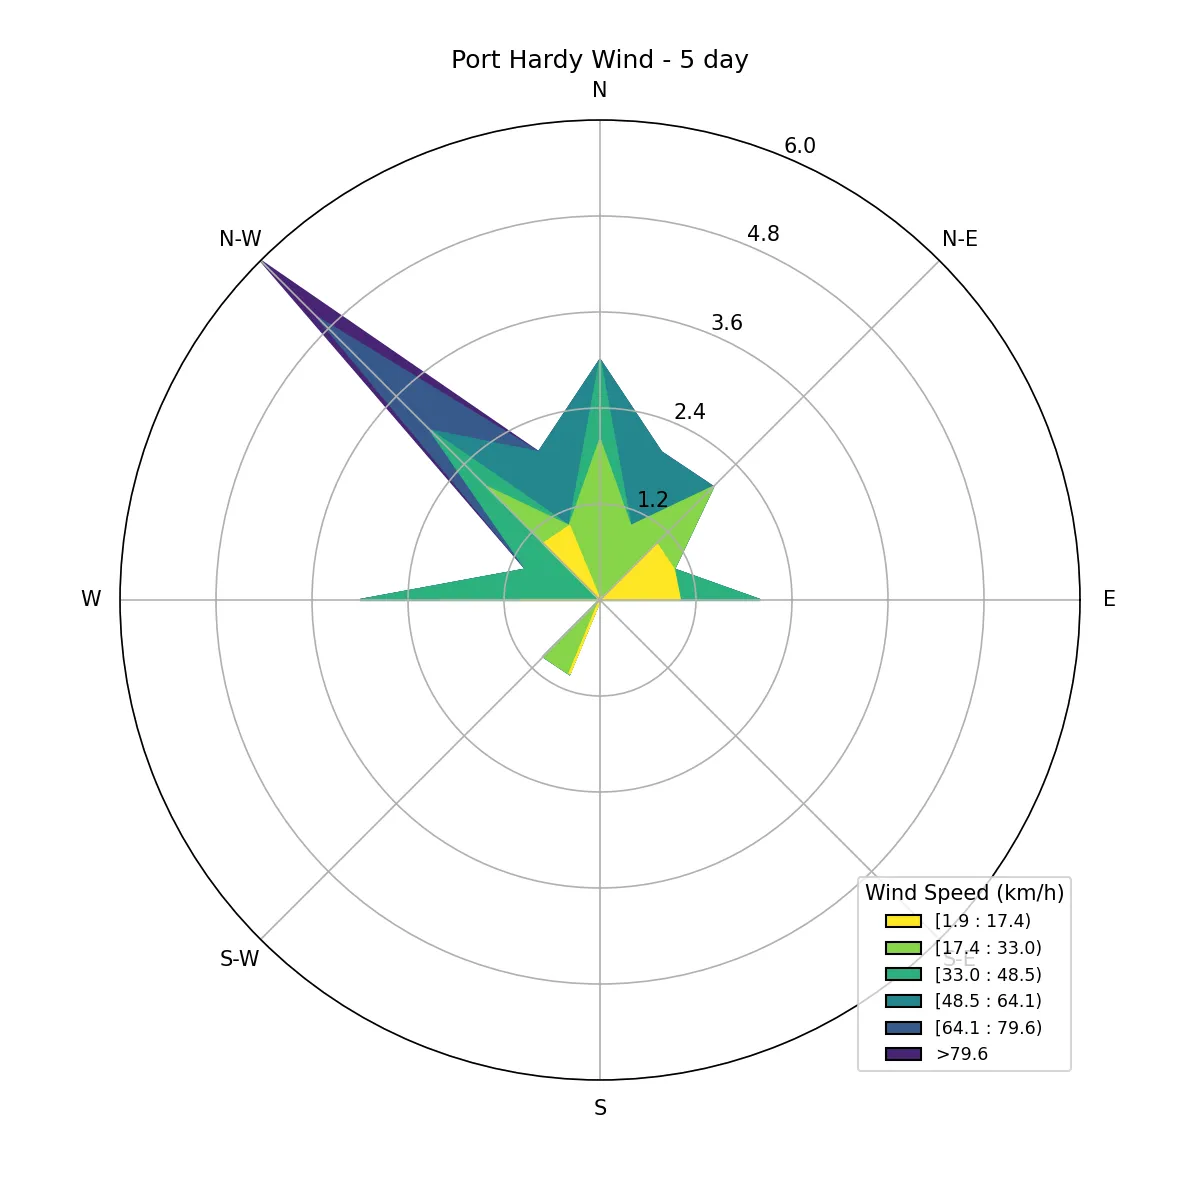 Port Hardy Wind - 5 day
N
6.0
N-W
4.8
N-E
3.6
2.4
1.2
W
E
Wind Speed (km/h)
[1.9 : 17.4)
[17.4 : 33.0)
S-W
S-E
[33.0 : 48.5)
[48.5 : 64.1)
[64.1 : 79.6)
>79.6
S